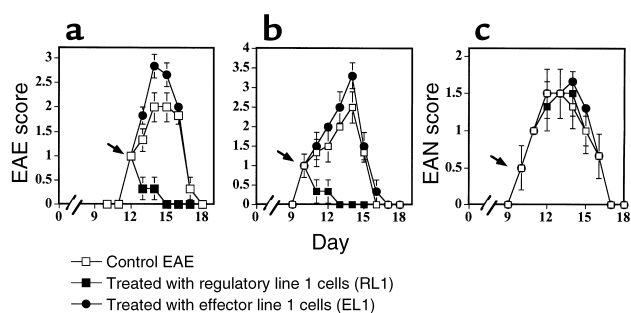 a b c
EAE score
3
2.5
2
1.5
1
0.5
0
0 9 12 15 18
4
3.5
3
2.5
2
1.5
1
0.5
0
0 9 12 15 18
EAN score
2
1.5
1
0.5
0
0 9 12 15 18
Day
Control EAE
Treated with regulatory line 1 cells (RL1)
Treated with effector line 1 cells (EL1)